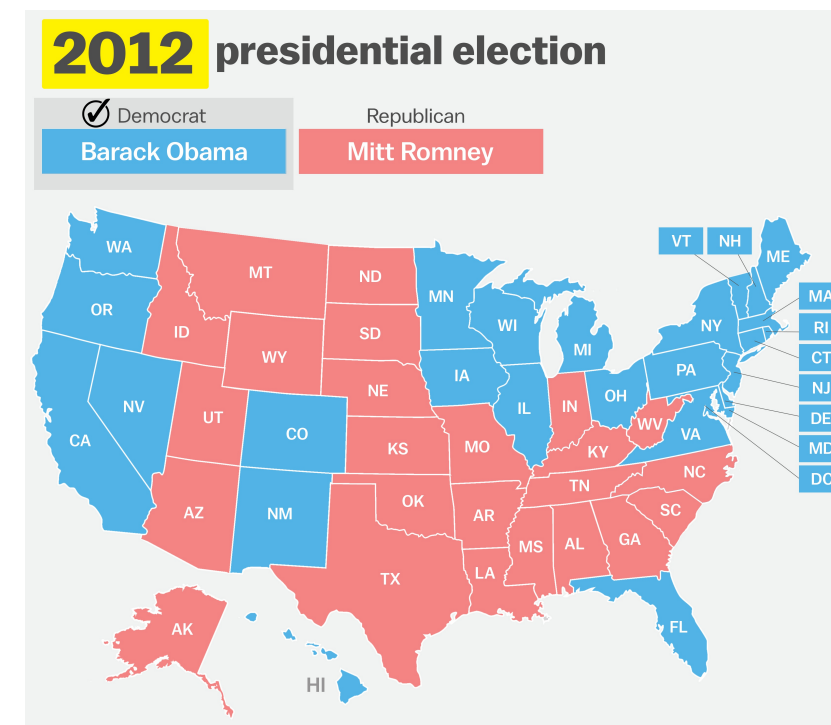 2012 presidential election
Democrat Republican
Barack Obama Mitt Romney
WA
VT NH
ME
MT
ND
MN
MA
OR
ID
SD
WI
NY
RI
WY
MI
CT
PA
IA
NE
NJ
NV
UT
CO
IL
IN
OH
DE
CA
KS
MO
KY
WV
VA
MD
NC
DC
AZ
NM
OK
TN
AR
SC
TX
LA
MS
AL
GA
AK
FL
HI